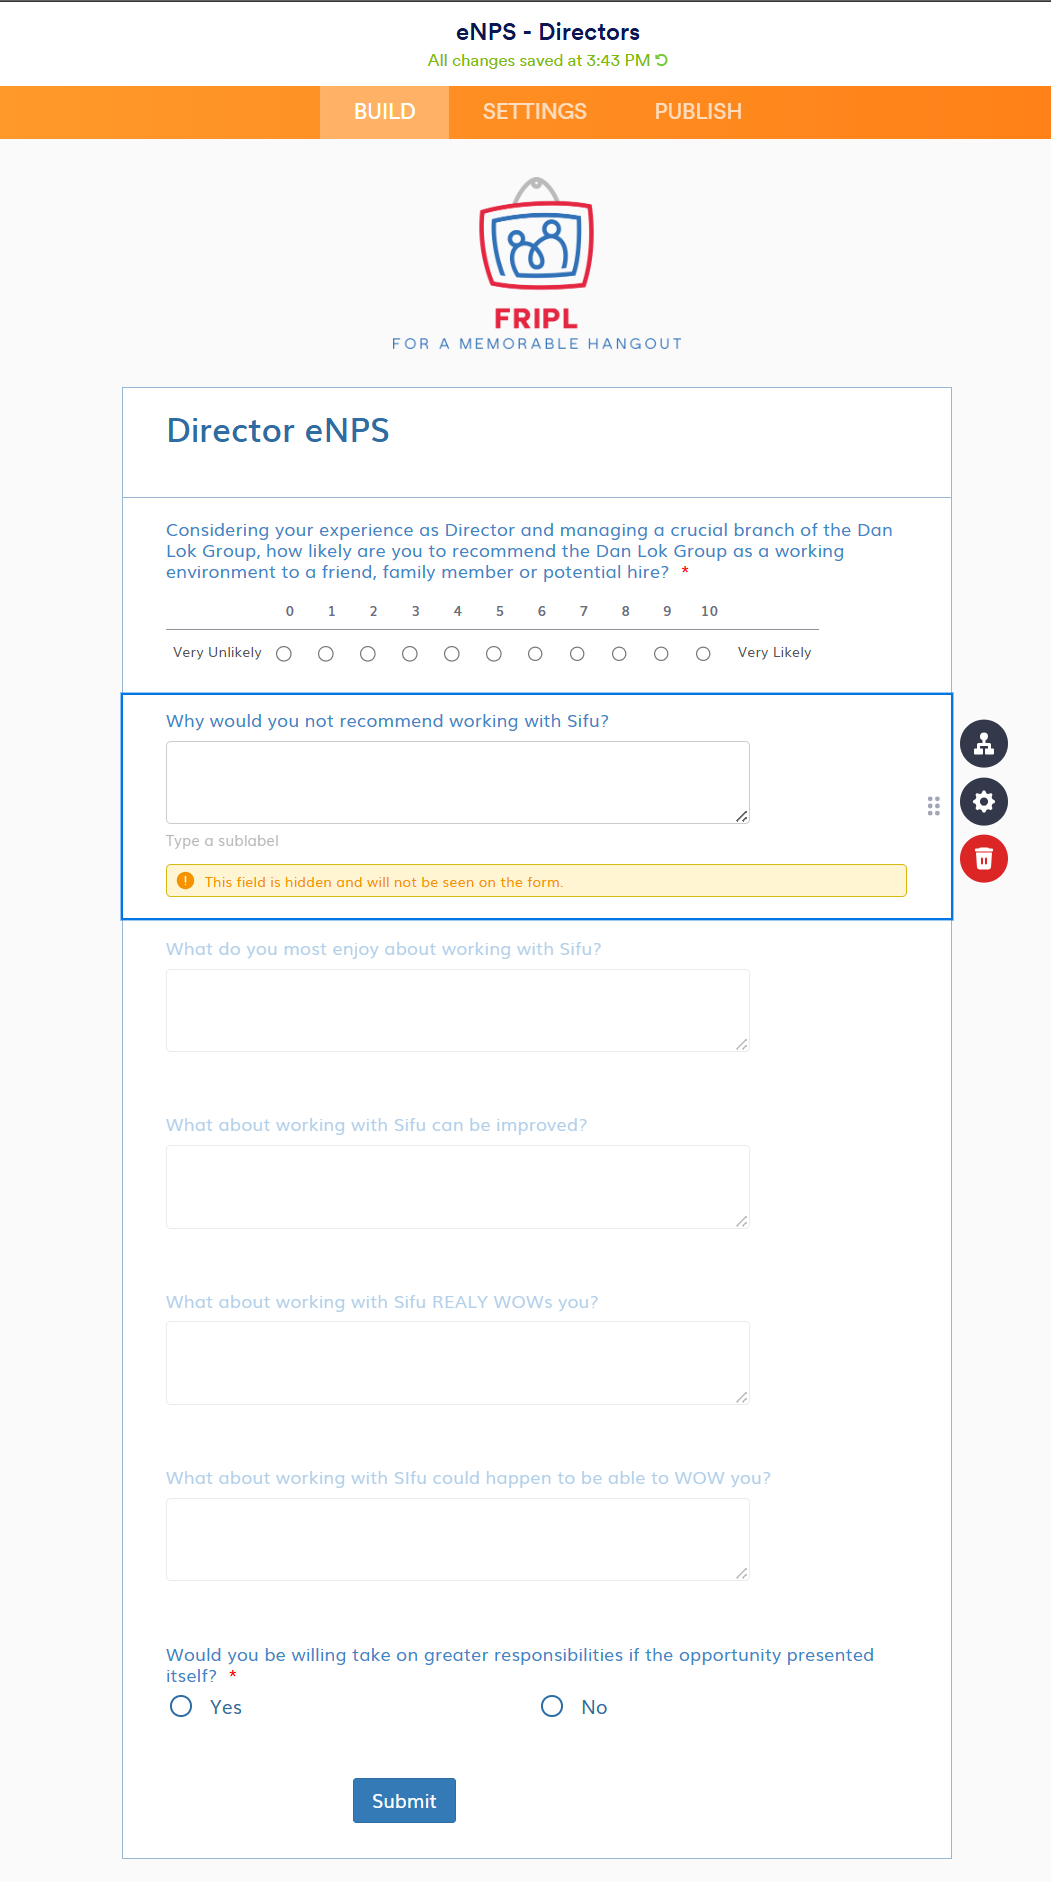 eNPS - Directors
All changes saved at 3:43 PM
BUILD SETTINGS PUBLISH
FRIPL
FOR A MEMORABLE HANGOUT
Director eNPS
Considering your experience as Director and managing a crucial branch of the Dan
Lok Group, how likely are you to recommend the Dan Lok Group as a working
environment to a friend, family member or potential hire? *
0 1 2 3 4 5 6 7 8 9 10
Very Unlikely Very Likely
Why would you not recommend working with Sifu?
Type a sublabel
This field is hidden and will not be seen on the form.
What do you most enjoy about working with Sifu?
What about working with Sifu can be improved?
What about working with Sifu REALY WOWs you?
What about working with SIfu could happen to be able to WOW you?
Would you be willing take on greater responsibilities if the opportunity presented
itself? *
Yes No
Submit